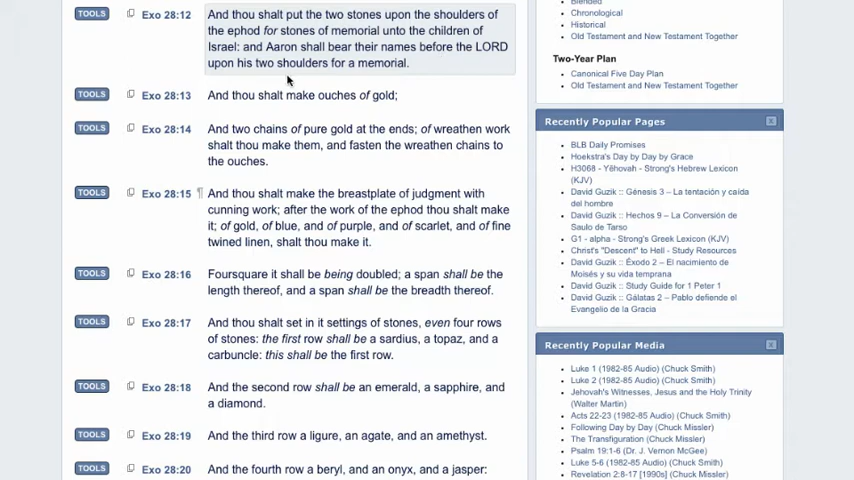 TOOLS Exo 28:12 And thou shalt put the two stones upon the shoulders of
the ephod for stones of memorial unto the children of
Israel: and Aaron shall bear their names before the LORD
upon his two shoulders for a memorial.
TOOLS Exo 28:13 And thou shalt make ouches of gold;
TOOLS Exo 28:14 And two chains of pure gold at the ends; of wreathen work
shalt thou make them, and fasten the wreathen chains to
the ouches.
TOOLS Exo 28:15 ¶ And thou shalt make the breastplate of judgment with
cunning work; after the work of the ephod thou shalt make
it; of gold, of blue, and of purple, and of scarlet, and of fine
twined linen, shalt thou make it.
TOOLS Exo 28:16 Foursquare it shall be being doubled; a span shall be the
length thereof, and a span shall be the breadth thereof.
TOOLS Exo 28:17 And thou shalt set in it settings of stones, even four rows
of stones: the first row shall be a sardius, a topaz, and a
carbuncle: this shall be the first row.
TOOLS Exo 28:18 And the second row shall be an emerald, a sapphire, and
a diamond.
TOOLS Exo 28:19 And the third row a ligure, an agate, and an amethyst.
TOOLS Exo 28:20 And the fourth row a beryl, and an onyx, and a jasper:
Blended
Chronological
Historical
Old Testament and New Testament Together
Two-Year Plan
Canonical Five Day Plan
Old Testament and New Testament Together
Recently Popular Pages x
BLB Daily Promises
Hoekstra's Day by Day by Grace
H3068 - Yĕhovah - Strong's Hebrew Lexicon
(KJV)
David Guzik :: Génesis 3 – La tentación y caída
del hombre
David Guzik :: Hechos 9 – La Conversión de
Saulo de Tarso
G1 - alpha - Strong's Greek Lexicon (KJV)
Christ's "Descent" to Hell - Study Resources
David Guzik :: Éxodo 2 – El nacimiento de
Moisés y su vida temprana
David Guzik :: Study Guide for 1 Peter 1
David Guzik :: Gálatas 2 – Pablo defiende el
Evangelio de la Gracia
Recently Popular Media x
Luke 1 (1982-85 Audio) (Chuck Smith)
Luke 2 (1982-85 Audio) (Chuck Smith)
Jehovah's Witnesses, Jesus and the Holy Trinity
(Walter Martin)
Acts 22-23 (1982-85 Audio) (Chuck Smith)
Following Day by Day (Chuck Missler)
The Transfiguration (Chuck Missler)
Psalm 19:1-6 (Dr. J. Vernon McGee)
Luke 5-6 (1982-85 Audio) (Chuck Smith)
Revelation 2:8-17 [1990s] (Chuck Missler)